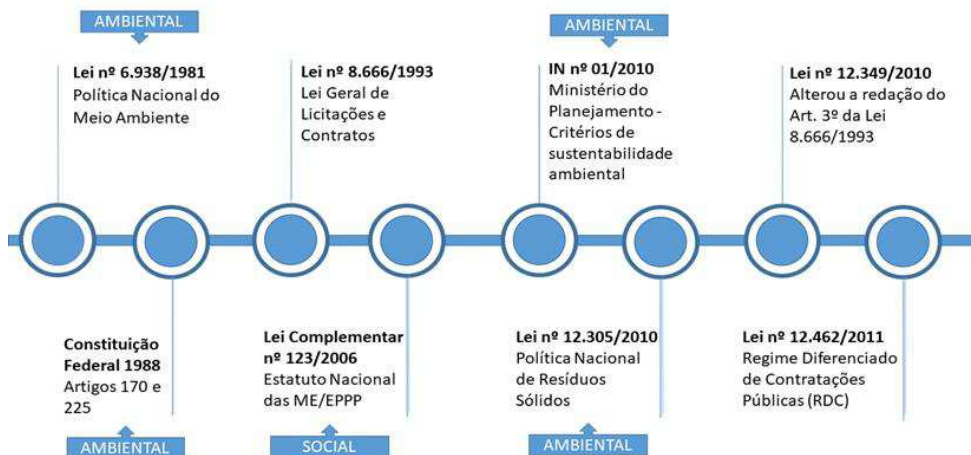 AMBIENTAL
Lei nº 6.938/1981
Política Nacional do
Meio Ambiente
Lei nº 8.666/1993
Lei Geral de
Licitações e
Contratos
AMBIENTAL
IN nº 01/2010
Ministério do
Planejamento -
Critérios de
sustentabilidade
ambiental
Lei nº 12.349/2010
Alterou a redação do
Art. 3º da Lei
8.666/1993
Constituição
Federal 1988
Artigos 170 e
225
AMBIENTAL
Lei Complementar
nº 123/2006
Estatuto Nacional
das ME/EPPP
SOCIAL
Lei nº 12.305/2010
Política Nacional
de Resíduos
Sólidos
AMBIENTAL
Lei nº 12.462/2011
Regime Diferenciado
de Contratações
Públicas (RDC)